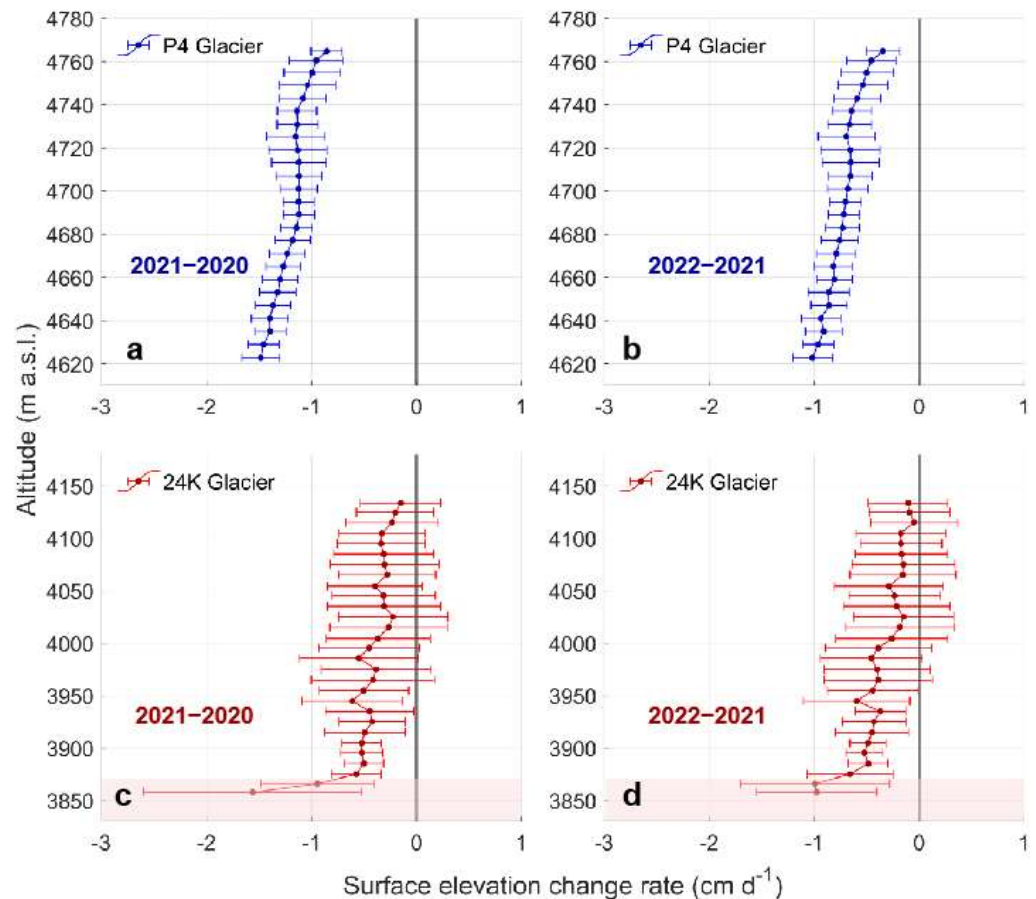 P4 Glacier
4780
4760
4740
4720
4700
4680
4660
4640
4620
2021−2020
a
-3 -2 -1 0 1
P4 Glacier
4780
4760
4740
4720
4700
4680
4660
4640
4620
2022−2021
b
-3 -2 -1 0 1
Altitude (m a.s.l.)
24K Glacier
4150
4100
4050
4000
3950
3900
3850
2021−2020
c
-3 -2 -1 0 1
24K Glacier
4150
4100
4050
4000
3950
3900
3850
2022−2021
d
-3 -2 -1 0 1
Surface elevation change rate (cm d⁻¹)